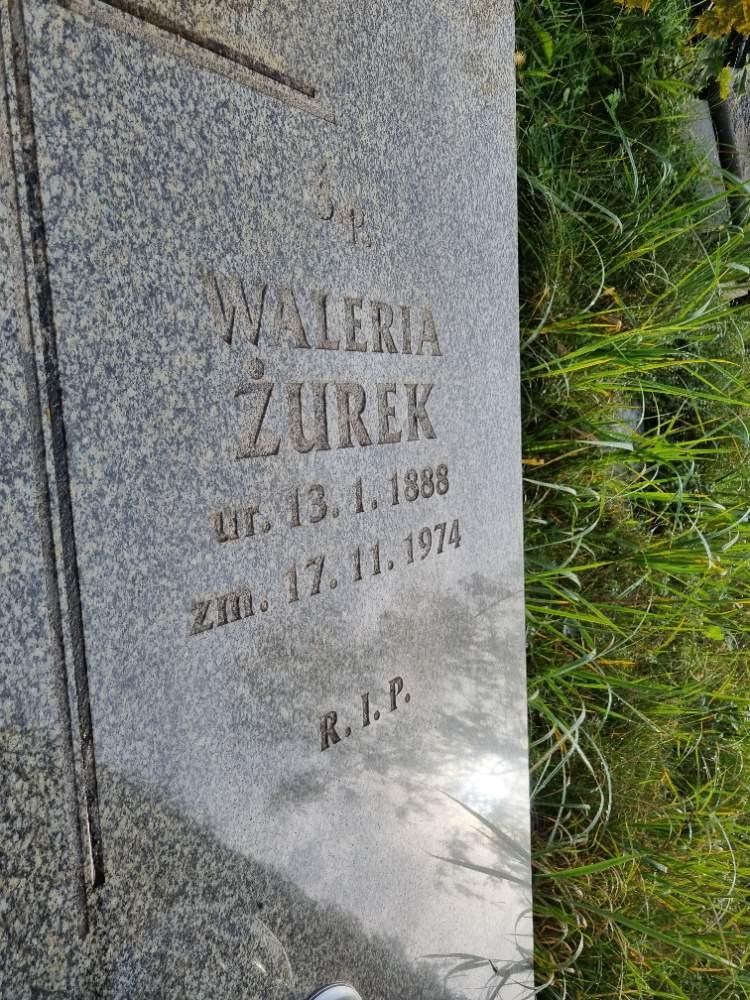 Ś. P.
WALERIA
ŻUREK
ur. 13. 1. 1888
zm. 17. 11. 1974
R. I. P.